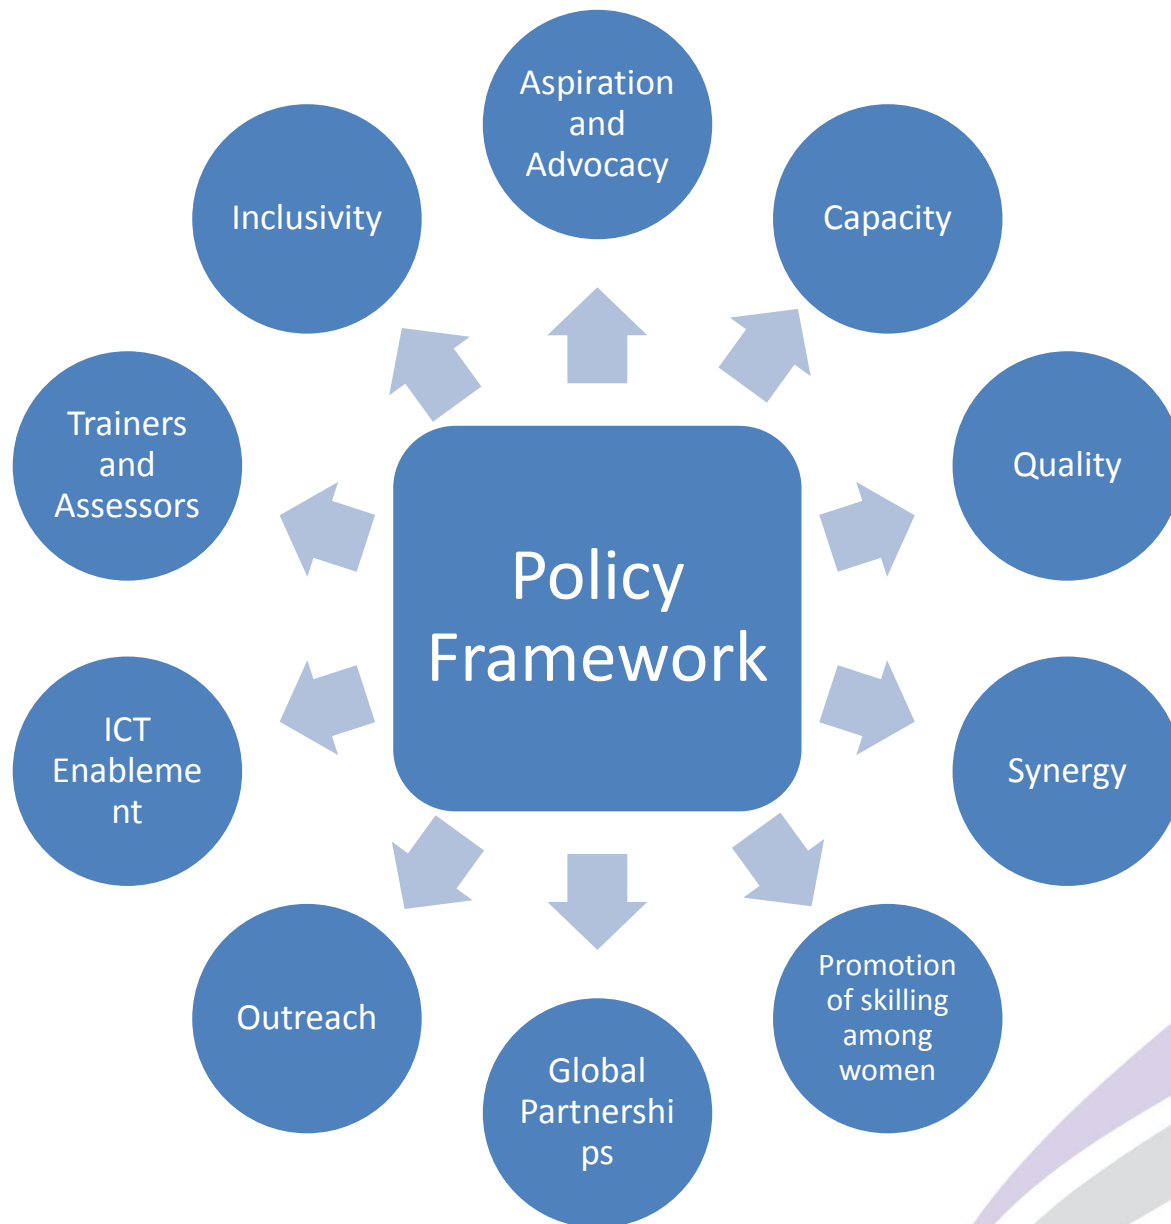 Aspiration
and
Advocacy
Inclusivity
Capacity
Trainers
and
Assessors
Quality
Policy
Framework
ICT
Enableme
nt
Synergy
Outreach
Promotion
of skilling
among
women
Global
Partnershi
ps